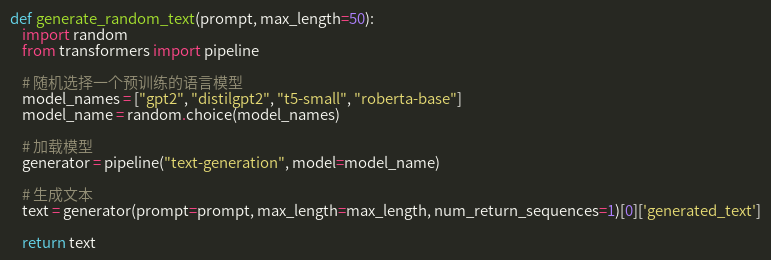 def generate_random_text(prompt, max_length=50):
import random
from transformers import pipeline
# 随机选择一个预训练的语言模型
model_names = ["gpt2", "distilgpt2", "t5-small", "roberta-base"]
model_name = random.choice(model_names)
# 加载模型
generator = pipeline("text-generation", model=model_name)
# 生成文本
text = generator(prompt=prompt, max_length=max_length, num_return_sequences=1)[0]['generated_text']
return text